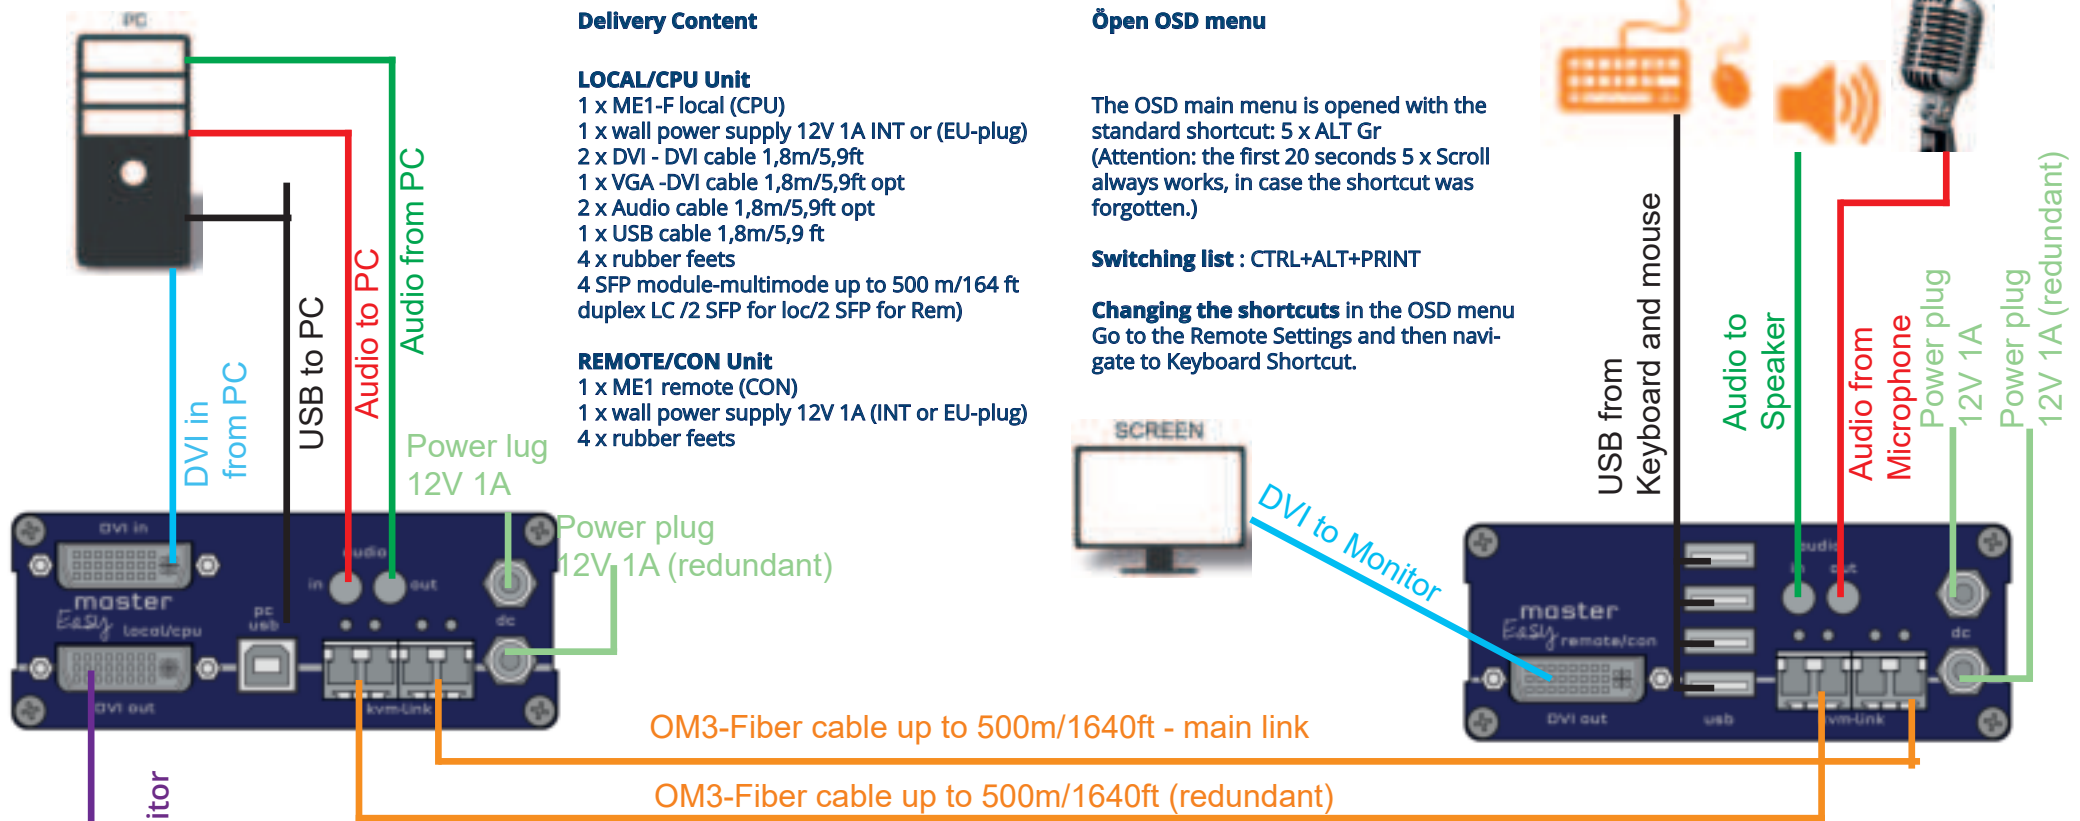 PC
Delivery Content
LOCAL/CPU Unit
1 x ME1-F local (CPU)
1 x wall power supply 12V 1A INT or (EU-plug)
2 x DVI - DVI cable 1,8m/5,9ft
1 x VGA -DVI cable 1,8m/5,9ft opt
2 x Audio cable 1,8m/5,9ft opt
1 x USB cable 1,8m/5,9 ft
4 x rubber feets
4 SFP module-multimode up to 500 m/164 ft
duplex LC /2 SFP for loc/2 SFP for Rem)
REMOTE/CON Unit
1 x ME1 remote (CON)
1 x wall power supply 12V 1A (INT or EU-plug)
4 x rubber feets
Öpen OSD menu
The OSD main menu is opened with the
standard shortcut: 5 x ALT Gr
(Attention: the first 20 seconds 5 x Scroll
always works, in case the shortcut was
forgotten.)
Switching list : CTRL+ALT+PRINT
Changing the shortcuts in the OSD menu
Go to the Remote Settings and then navi-
gate to Keyboard Shortcut.
DVI in
from PC
USB to PC
Audio to PC
Audio from PC
Power lug
12V 1A
Power plug
12V 1A (redundant)
SCREEN
DVI to Monitor
USB from
Keyboard and mouse
Audio to
Speaker
Audio from
Microphone
Power plug
12V 1A
Power plug
12V 1A (redundant)
DVI in
audio
in
out
master
Easy
local/cpu
pc
usb
dc
DVI out
kvm-link
audio
in
out
master
Easy
remote/con
dc
DVI out
usb
kvm-link
OM3-Fiber cable up to 500m/1640ft - main link
OM3-Fiber cable up to 500m/1640ft (redundant)
itor